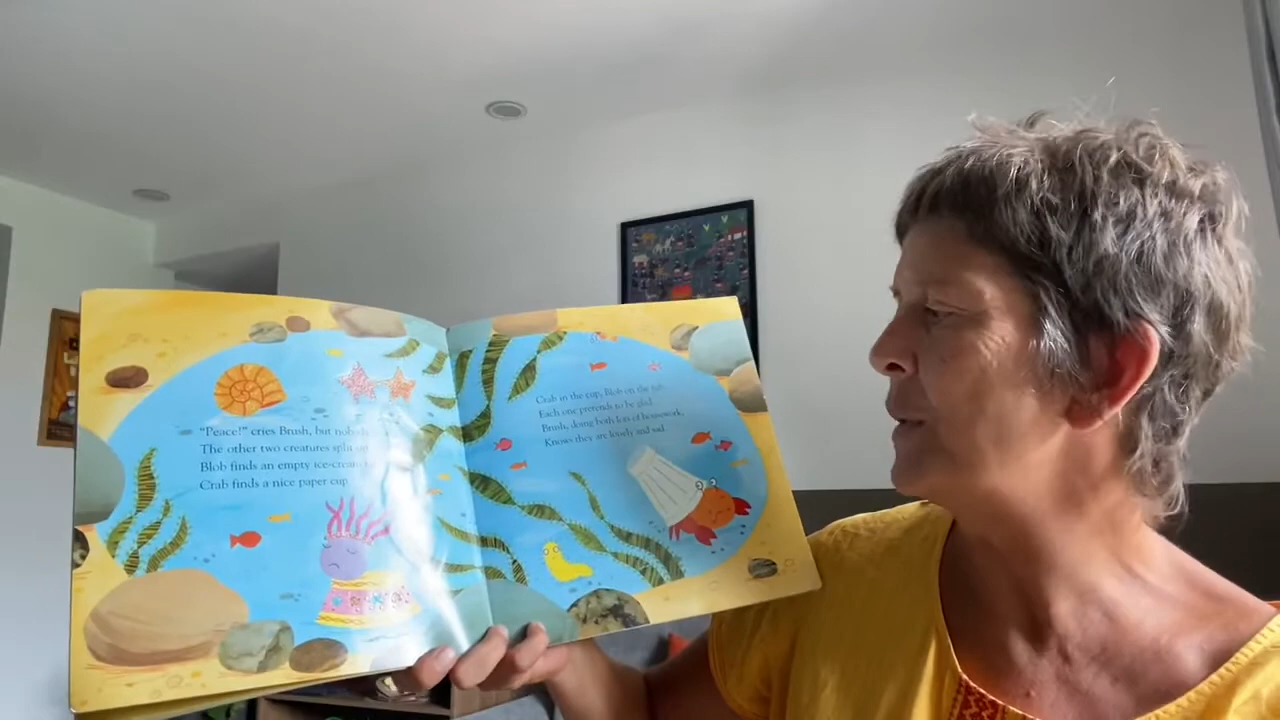 "Peace!" cries Brush, but
The other two creatures split
Blob finds an empty ice-cream
Crab finds a nice paper cup.
Crab in the cup, Blob on the tub,
Each one pretends to be glad.
Brush, doing both lots of housework,
Knows they are lonely and sad.